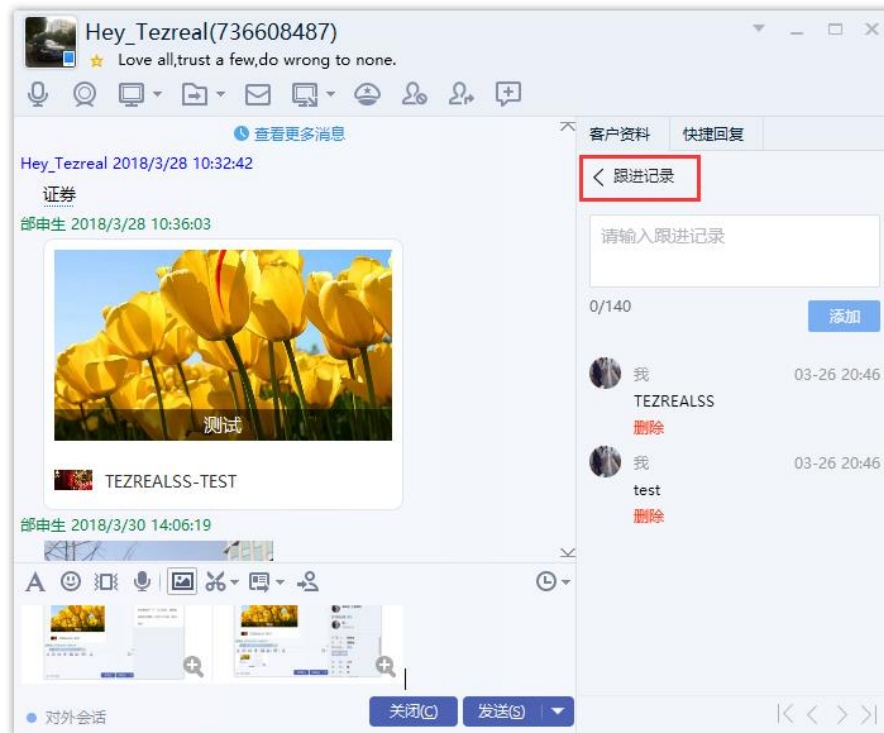 Hey_Tezreal(736608487)
Love all,trust a few,do wrong to none.
查看更多消息
Hey_Tezreal 2018/3/28 10:32:42
证券
邰申生 2018/3/28 10:36:03
测试
TEZREALSS-TEST
邰申生 2018/3/30 14:06:19
对外会话
关闭(C)
发送(S)
客户资料
快捷回复
跟进记录
请输入跟进记录
0/140
添加
我
03-26 20:46
TEZREALSS
删除
我
03-26 20:46
test
删除